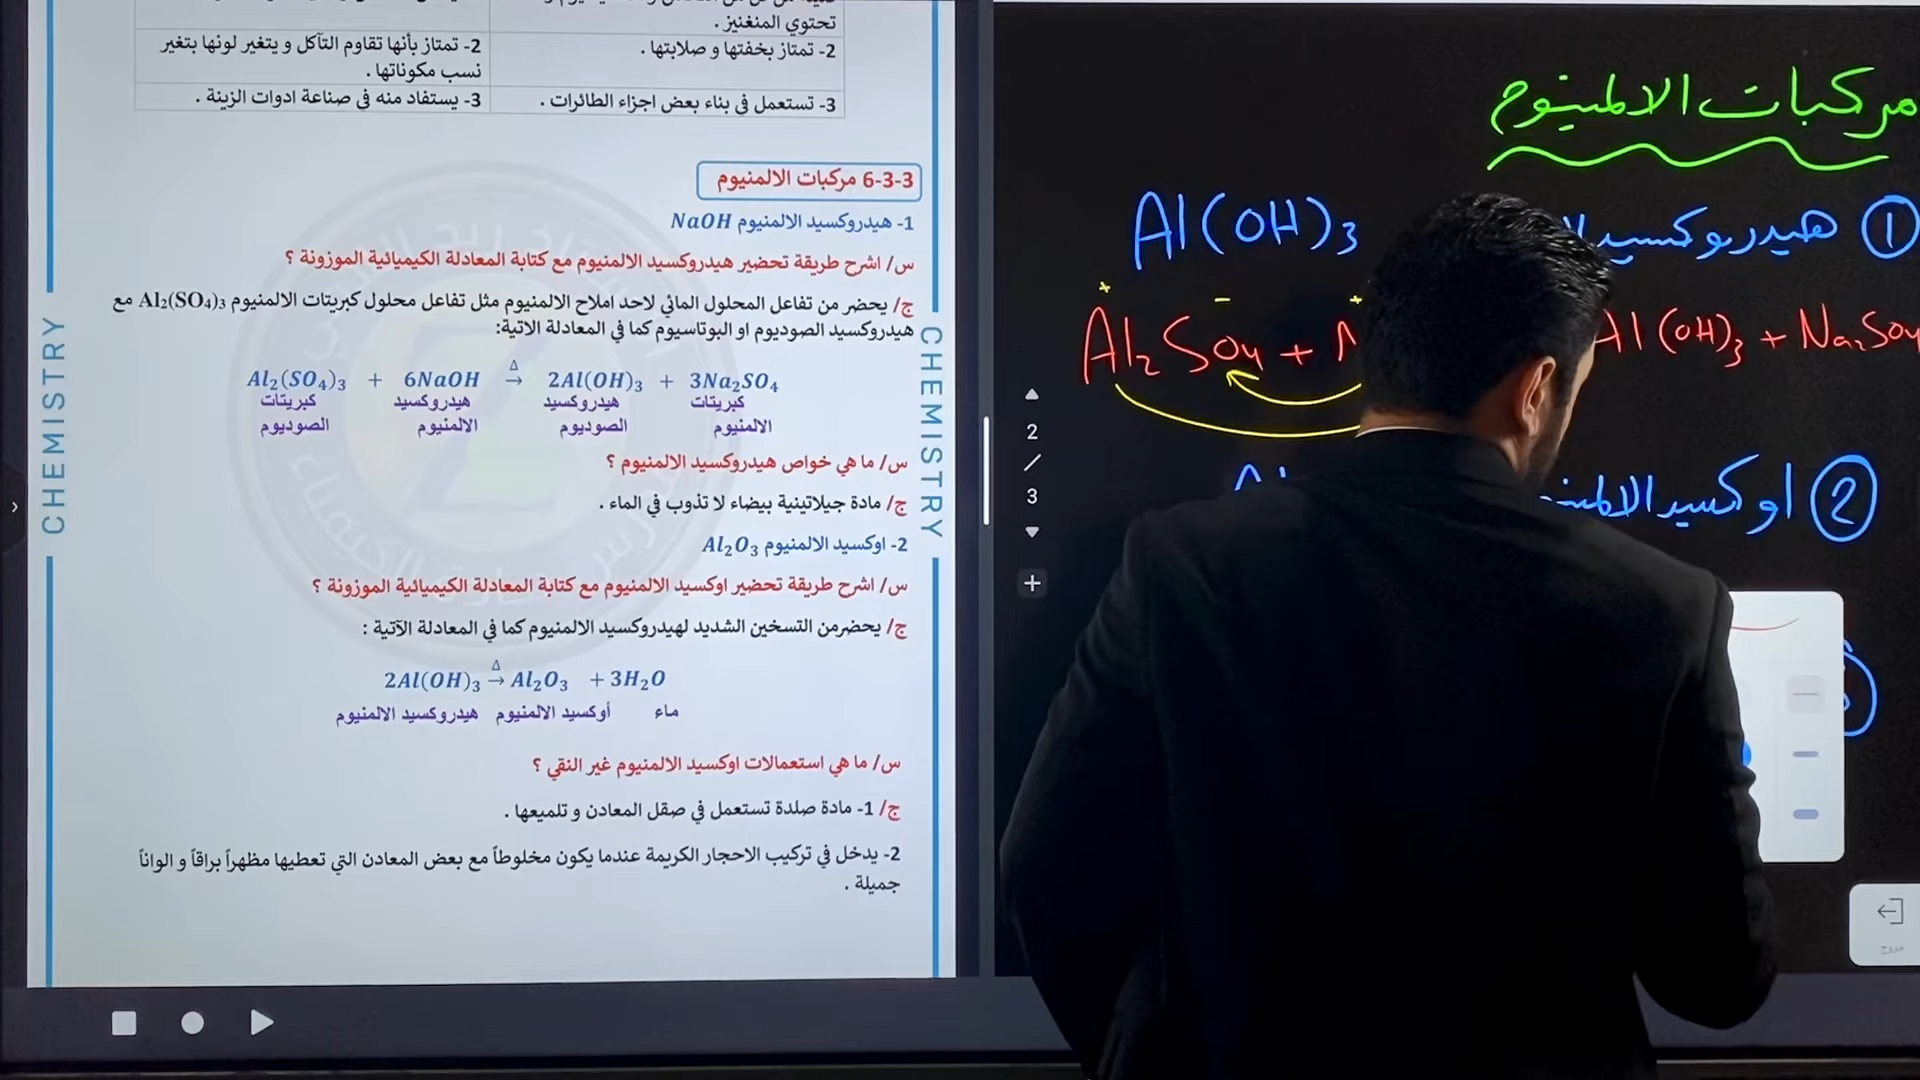 تحتوي المنغنيز .
2- تمتاز بخفتها و صلابتها .
2- تمتاز بأنها تقاوم التآكل و يتغير لونها بتغير
نسب مكوناتها .
3- تستعمل في بناء بعض اجزاء الطائرات .
3- يستفاد منه في صناعة ادوات الزينة .
6-3-3 مركبات الالمنيوم
1- هيدروكسيد الالمنيوم NaOH
س/ اشرح طريقة تحضير هيدروكسيد الالمنيوم مع كتابة المعادلة الكيميائية الموزونة ؟
ج/ يحضر من تفاعل المحلول المائي لاحد املاح الالمنيوم مثل تفاعل محلول كبريتات الالمنيوم Al₂(SO₄)₃ مع
هيدروكسيد الصوديوم او البوتاسيوم كما في المعادلة الاتية:
Δ
Al₂(SO₄)₃ + 6NaOH → 2Al(OH)₃ + 3Na₂SO₄
كبريتات هيدروكسيد هيدروكسيد كبريتات
الصوديوم الالمنيوم الصوديوم الالمنيوم
س/ ما هي خواص هيدروكسيد الالمنيوم ؟
ج/ مادة جيلاتينية بيضاء لا تذوب في الماء .
2- اوكسيد الالمنيوم Al₂O₃
س/ اشرح طريقة تحضير اوكسيد الالمنيوم مع كتابة المعادلة الكيميائية الموزونة ؟
ج/ يحضرمن التسخين الشديد لهيدروكسيد الالمنيوم كما في المعادلة الآتية :
Δ
2Al(OH)₃ → Al₂O₃ + 3H₂O
هيدروكسيد الالمنيوم أوكسيد الالمنيوم ماء
س/ ما هي استعمالات اوكسيد الالمنيوم غير النقي ؟
ج/ 1- مادة صلدة تستعمل في صقل المعادن و تلميعها .
2- يدخل في تركيب الاحجار الكريمة عندما يكون مخلوطاً مع بعض المعادن التي تعطيها مظهراً براقاً و الواناً
جميلة .
CHEMISTRY
CHEMISTRY
2
/
3
+
مركبات الالمنيوم
① هيدروكسيد
Al(OH)₃
+ - +
Al₂SO₄ +
Al(OH)₃ + Na₂SO₄
② اوكسيد
خروج